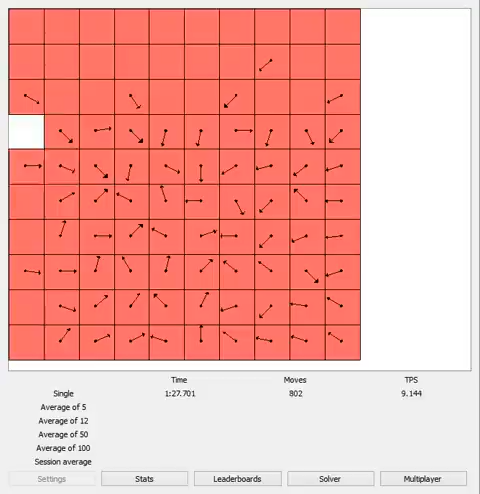 Time Moves TPS
Single 1:27.701 802 9.144
Average of 5
Average of 12
Average of 50
Average of 100
Session average
Settings Stats Leaderboards Solver Multiplayer